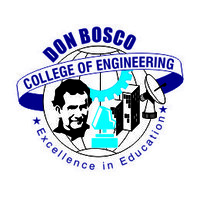 DON BOSCO
COLLEGE OF ENGINEERING
Excellence in Education